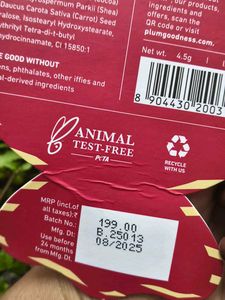 spermum Parkii (Shea)
Daucus Carota Sativa (Carrot) Seed
Isostearyl Hydroxystearate,
Tetra-di-t-butyl
hydrocinnamate, CI 15850:1
E GOOD WITHOUT
ns, phthalates, other iffies and
al-derived ingredients
products, our
ingredients, and
offers, scan the
QR code or visit
plumgoodness.com
Net wt. 4.5g
8 904430 2003
ANIMAL
TEST-FREE
PeTA
RECYCLE
WITH US
MRP (incl.of
all taxes):₹
Batch No.:
Mfg. Dt:
Use before
24 months
from Mfg.Dt
199.00
B.25013
08/2025